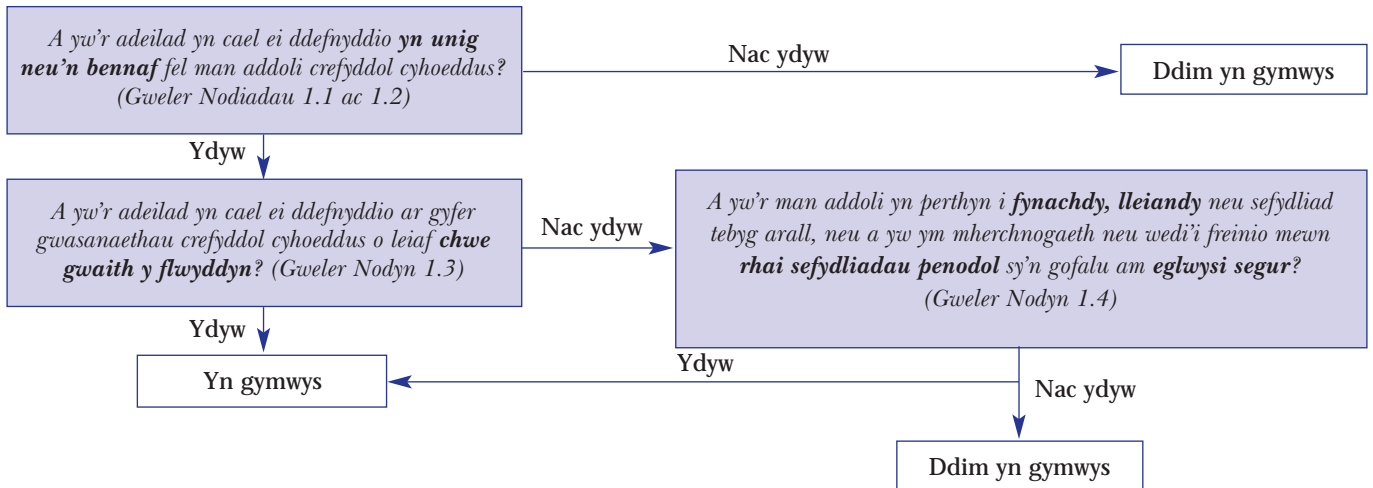 A yw'r adeilad yn cael ei ddefnyddio yn unig
neu'n bennaf fel man addoli crefyddol cyhoeddus?
(Gweler Nodiadau 1.1 ac 1.2)
Nac ydyw
Ddim yn gymwys
Ydyw
A yw'r adeilad yn cael ei ddefnyddio ar gyfer
gwasanaethau crefyddol cyhoeddus o leiaf chwe
gwaith y flwyddyn? (Gweler Nodyn 1.3)
Nac ydyw
A yw'r man addoli yn perthyn i fynachdy, lleiandy neu sefydliad
tebyg arall, neu a yw ym mherchnogaeth neu wedi'i freinio mewn
rhai sefydliadau penodol sy'n gofalu am eglwysi segur?
(Gweler Nodyn 1.4)
Ydyw
Ydyw
Yn gymwys
Nac ydyw
Ddim yn gymwys